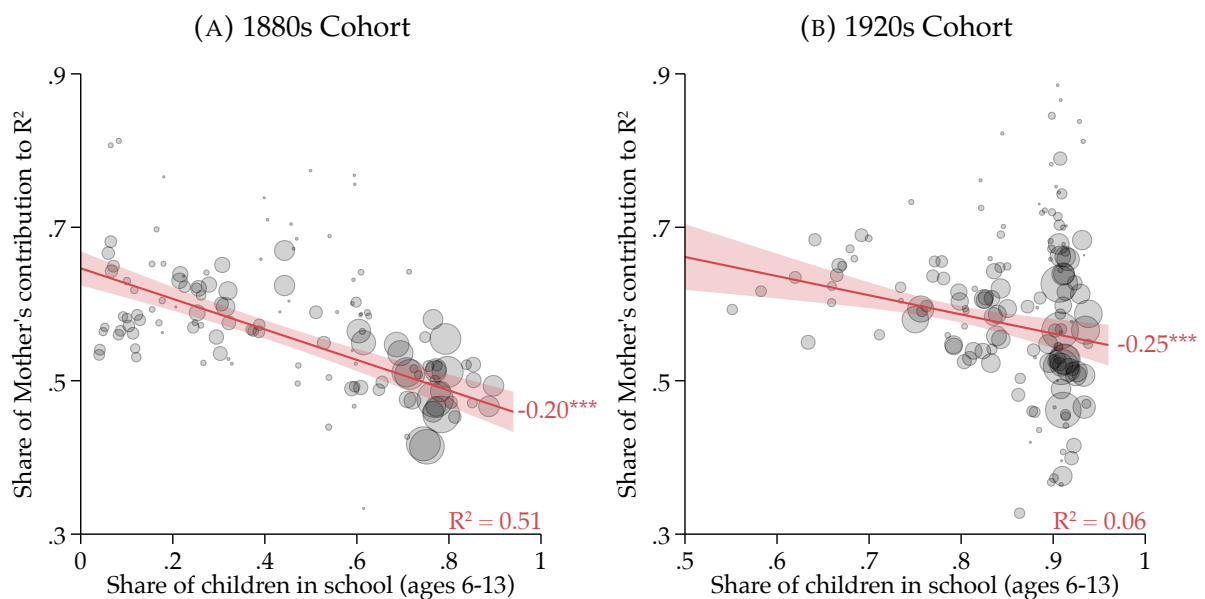 (A) 1880s Cohort
Share of Mother's contribution to R²
.9
.7
.5
.3
0
.2
.4
.6
.8
1
-0.20***
R² = 0.51
Share of children in school (ages 6-13)
(B) 1920s Cohort
Share of Mother's contribution to R²
.9
.7
.5
.3
.5
.6
.7
.8
.9
1
-0.25***
R² = 0.06
Share of children in school (ages 6-13)